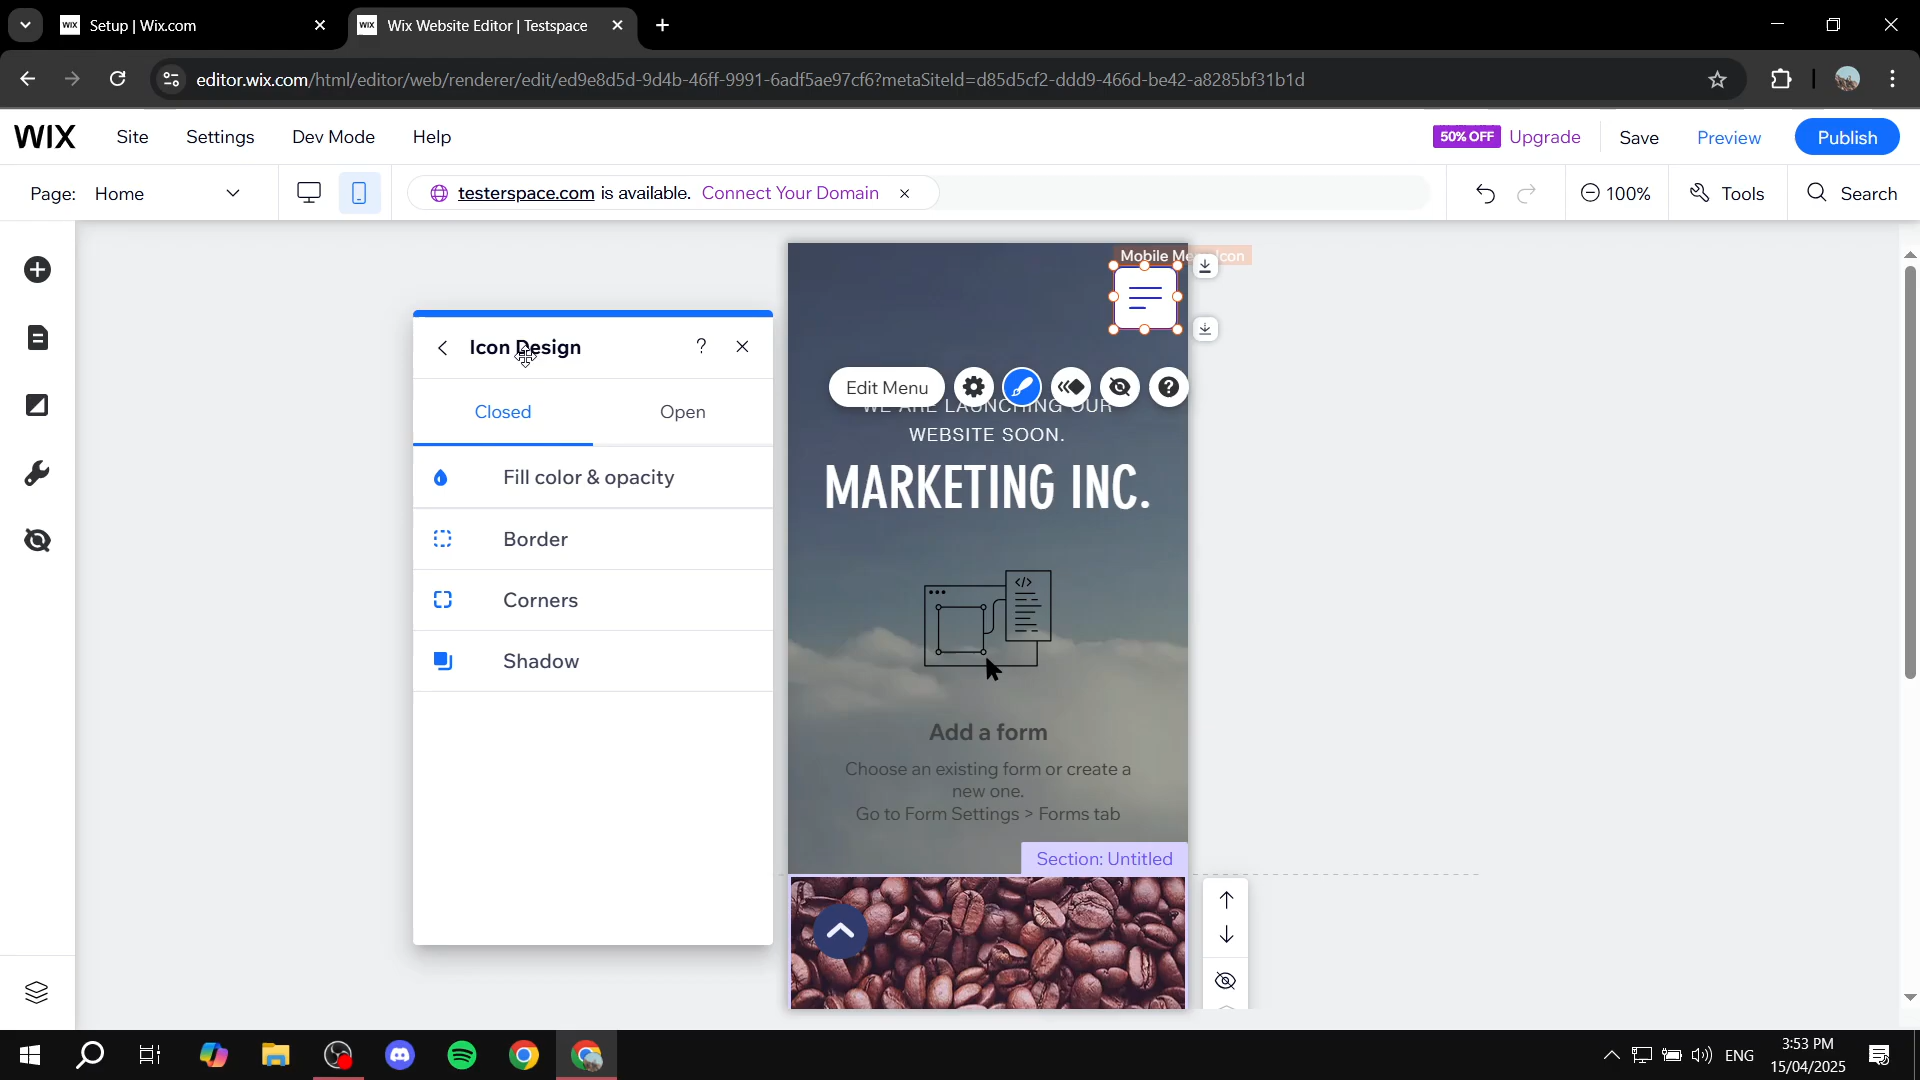 Setup | Wix.com
Wix Website Editor | Testspace
editor.wix.com/html/editor/web/renderer/edit/ed9e8d5d-9d4b-46ff-9991-6adf5ae97cf6?metaSiteId=d85d5cf2-ddd9-466d-be42-a8285bf31b1d
WIX Site Settings Dev Mode Help 50% OFF Upgrade Save Preview Publish
Page: Home testerspace.com is available. Connect Your Domain 100% Tools Search
Icon Design ?
Closed Open
Fill color & opacity
Border
Corners
Shadow
Edit Menu
WE ARE LAUNCHING OUR
WEBSITE SOON.
MARKETING INC.
Add a form
Choose an existing form or create a
new one.
Go to Form Settings > Forms tab
Section: Untitled
ENG
3:53 PM
15/04/2025